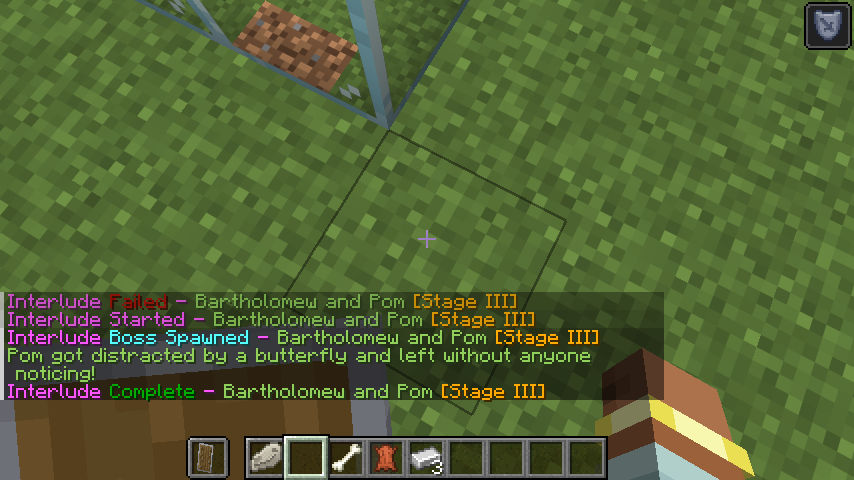 Interlude Failed - Bartholomew and Pom [Stage III]
Interlude Started - Bartholomew and Pom [Stage III]
Interlude Boss Spawned - Bartholomew and Pom [Stage III]
Pom got distracted by a butterfly and left without anyone
noticing!
Interlude Complete - Bartholomew and Pom [Stage III]
3